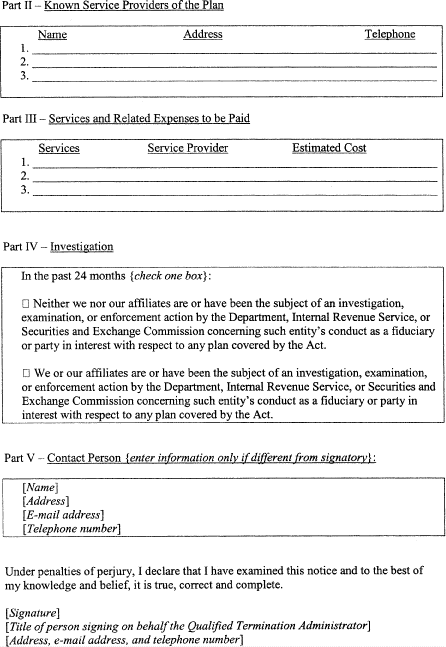 Part II – Known Service Providers of the Plan
Name Address Telephone
1.
2.
3.
Part III – Services and Related Expenses to be Paid
Services Service Provider Estimated Cost
1.
2.
3.
Part IV – Investigation
In the past 24 months {check one box}:
☐ Neither we nor our affiliates are or have been the subject of an investigation,
examination, or enforcement action by the Department, Internal Revenue Service, or
Securities and Exchange Commission concerning such entity's conduct as a fiduciary
or party in interest with respect to any plan covered by the Act.
☐ We or our affiliates are or have been the subject of an investigation, examination,
or enforcement action by the Department, Internal Revenue Service, or Securities and
Exchange Commission concerning such entity's conduct as a fiduciary or party in
interest with respect to any plan covered by the Act.
Part V – Contact Person {enter information only if different from signatory}:
[Name]
[Address]
[E-mail address]
[Telephone number]
Under penalties of perjury, I declare that I have examined this notice and to the best of
my knowledge and belief, it is true, correct and complete.
[Signature]
[Title of person signing on behalf the Qualified Termination Administrator]
[Address, e-mail address, and telephone number]